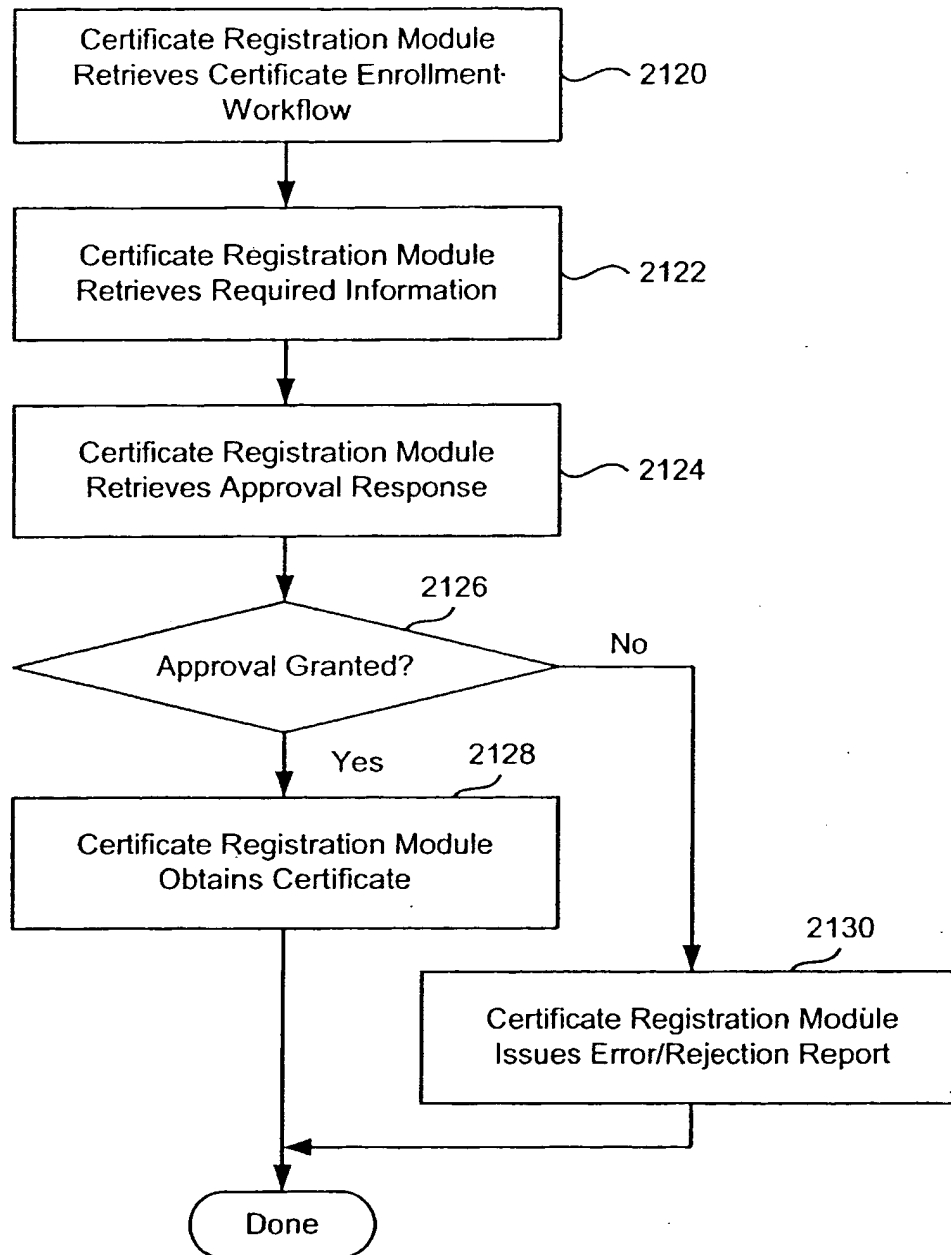 Certificate Registration Module
Retrieves Certificate Enrollment
Workflow
2120
Certificate Registration Module
Retrieves Required Information
2122
Certificate Registration Module
Retrieves Approval Response
2124
2126
Approval Granted?
No
Yes
2128
Certificate Registration Module
Obtains Certificate
2130
Certificate Registration Module
Issues Error/Rejection Report
Done